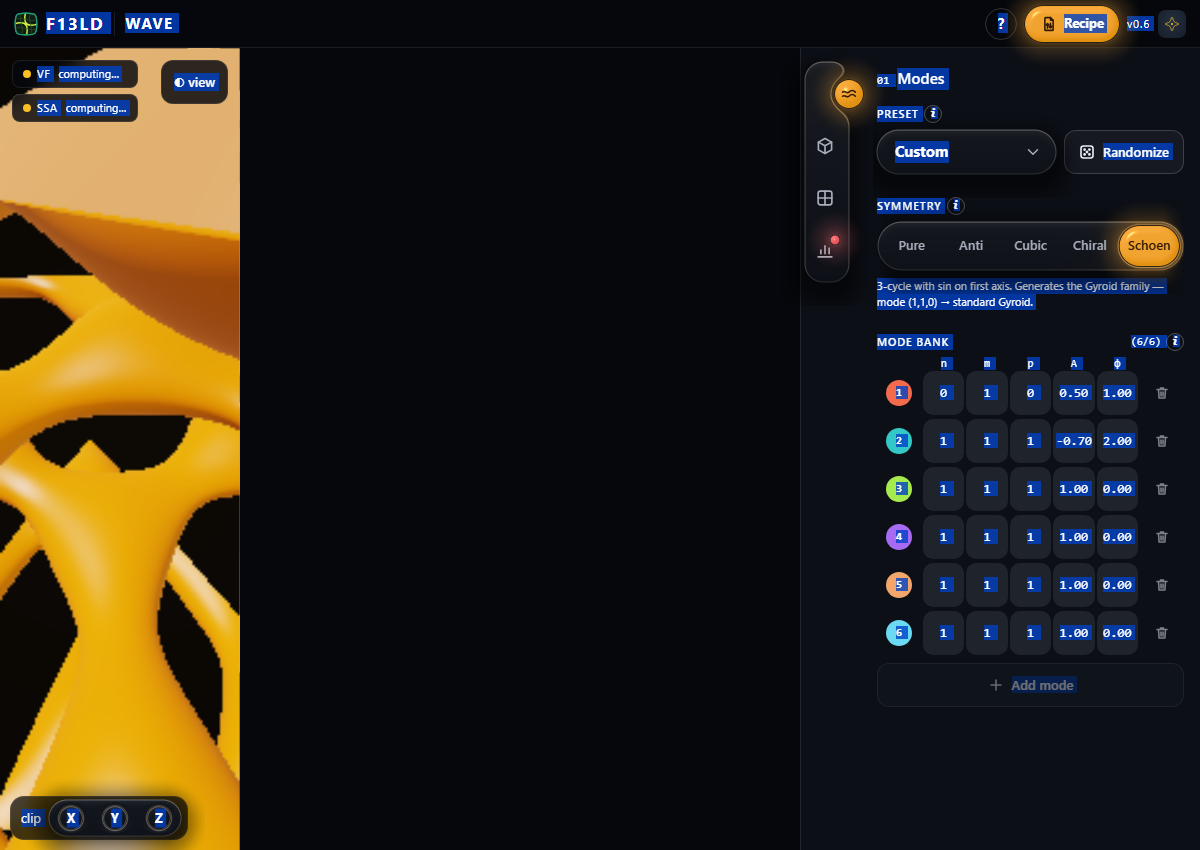 F13LD WAVE ? Recipe v0.6
VF computing...
SSA computing...
view
01 Modes
PRESET i
Custom Randomize
SYMMETRY i
Pure Anti Cubic Chiral Schoen
3-cycle with sin on first axis. Generates the Gyroid family —
mode (1,1,0) → standard Gyroid.
MODE BANK (6/6) i
n m p A ϕ
1 0 1 0 0.50 1.00
2 1 1 1 -0.70 2.00
3 1 1 1 1.00 0.00
4 1 1 1 1.00 0.00
5 1 1 1 1.00 0.00
6 1 1 1 1.00 0.00
+ Add mode
clip X Y Z